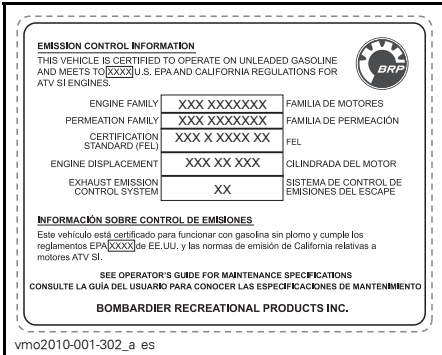 EMISSION CONTROL INFORMATION
THIS VEHICLE IS CERTIFIED TO OPERATE ON UNLEADED GASOLINE
AND MEETS TO XXXX U.S. EPA AND CALIFORNIA REGULATIONS FOR
ATV SI ENGINES.
BRP
ENGINE FAMILY XXX XXXXXXX FAMILIA DE MOTORES
PERMEATION FAMILY XXX XXXXXXX FAMILIA DE PERMEACIÓN
CERTIFICATION
STANDARD (FEL) XXX X XXXX XX FEL
ENGINE DISPLACEMENT XXX XX XXX CILINDRADA DEL MOTOR
EXHAUST EMISSION SISTEMA DE CONTROL DE
CONTROL SYSTEM XX EMISIONES DEL ESCAPE
INFORMACIÓN SOBRE CONTROL DE EMISIONES
Este vehículo está certificado para funcionar con gasolina sin plomo y cumple los
reglamentos EPA XXXX de EE.UU. y las normas de emisión de California relativas a
motores ATV SI.
SEE OPERATOR'S GUIDE FOR MAINTENANCE SPECIFICATIONS
CONSULTE LA GUÍA DEL USUARIO PARA CONOCER LAS ESPECIFICACIONES DE MANTENIMIENTO
BOMBARDIER RECREATIONAL PRODUCTS INC.
vmo2010-001-302_a es